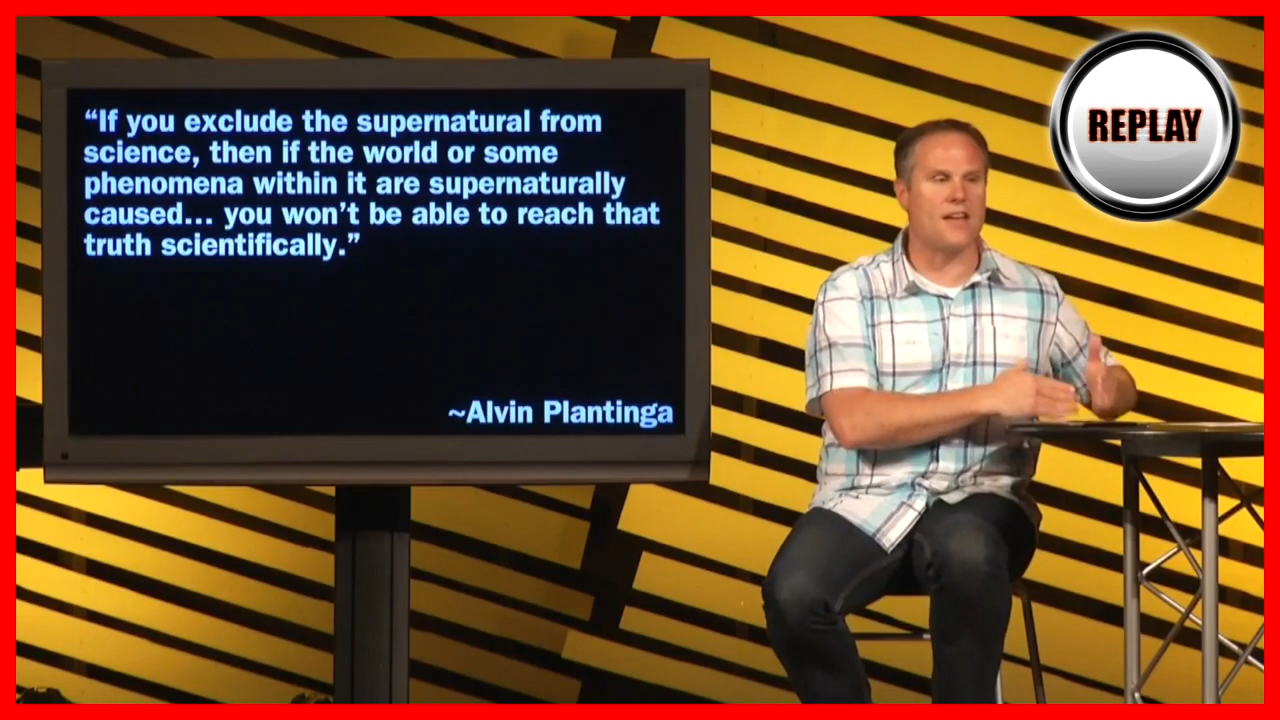 “If you exclude the supernatural from
science, then if the world or some
phenomena within it are supernaturally
caused... you won’t be able to reach that
truth scientifically.”
~Alvin Plantinga
REPLAY